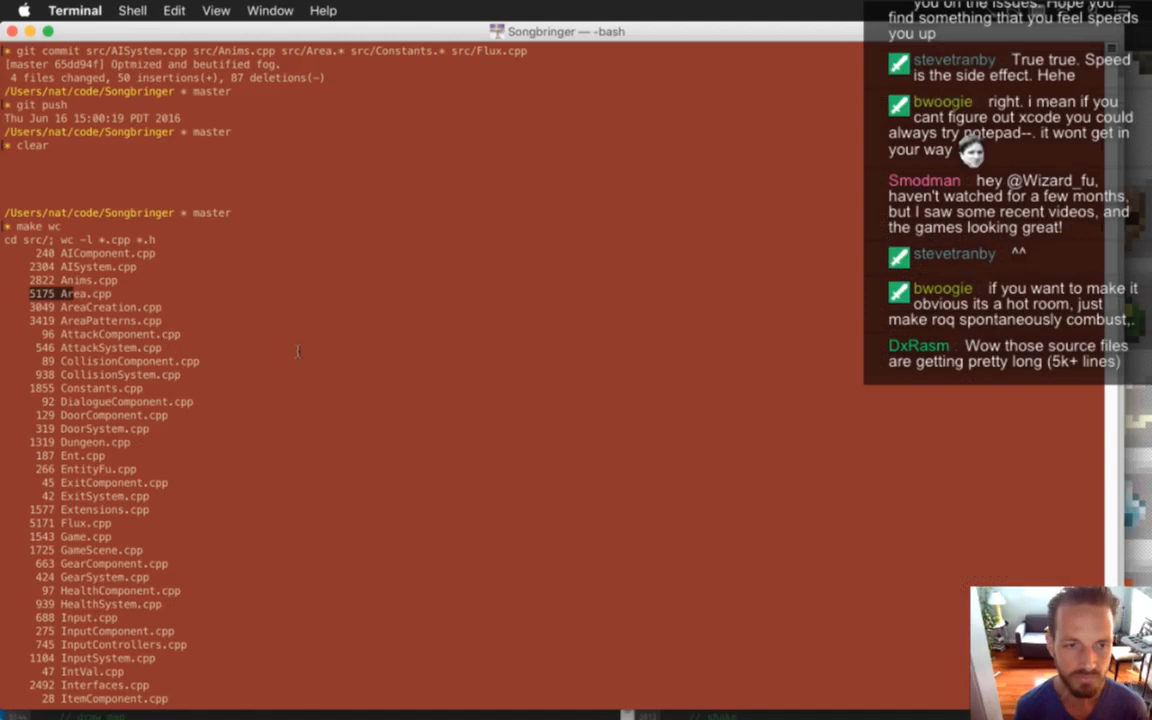 Terminal Shell Edit View Window Help
Songbringer — -bash
* git commit src/AISystem.cpp src/Anims.cpp src/Area.* src/Constants.* src/Flux.cpp
[master 65dd94f] Optmized and beutified fog.
4 files changed, 50 insertions(+), 87 deletions(-)
/Users/nat/code/Songbringer * master
* git push
Thu Jun 16 15:00:19 PDT 2016
/Users/nat/code/Songbringer * master
* clear
/Users/nat/code/Songbringer * master
* make wc
cd src/; wc -l *.cpp *.h
240 AIComponent.cpp
2304 AISystem.cpp
2822 Anims.cpp
5175 Area.cpp
3049 AreaCreation.cpp
3419 AreaPatterns.cpp
96 AttackComponent.cpp
546 AttackSystem.cpp
89 CollisionComponent.cpp
938 CollisionSystem.cpp
1855 Constants.cpp
92 DialogueComponent.cpp
129 DoorComponent.cpp
319 DoorSystem.cpp
1319 Dungeon.cpp
187 Ent.cpp
266 EntityFu.cpp
45 ExitComponent.cpp
42 ExitSystem.cpp
1577 Extensions.cpp
5171 Flux.cpp
1543 Game.cpp
1725 GameScene.cpp
663 GearComponent.cpp
424 GearSystem.cpp
97 HealthComponent.cpp
939 HealthSystem.cpp
688 Input.cpp
275 InputComponent.cpp
745 InputControllers.cpp
1104 InputSystem.cpp
47 IntVal.cpp
2492 Interfaces.cpp
28 ItemComponent.cpp
you on the issues. Hope you
find something that you feel speeds
you up
stevetranby True true. Speed
is the side effect. Hehe
bwoogie right. i mean if you
cant figure out xcode you could
always try notepad--. it wont get in
your way
Smodman hey @Wizard_fu,
haven't watched for a few months,
but I saw some recent videos, and
the games looking great!
stevetranby ^^
bwoogie if you want to make it
obvious its a hot room, just
make roq spontaneously combust,.
DxRasm : Wow those source files
are getting pretty long (5k+ lines)